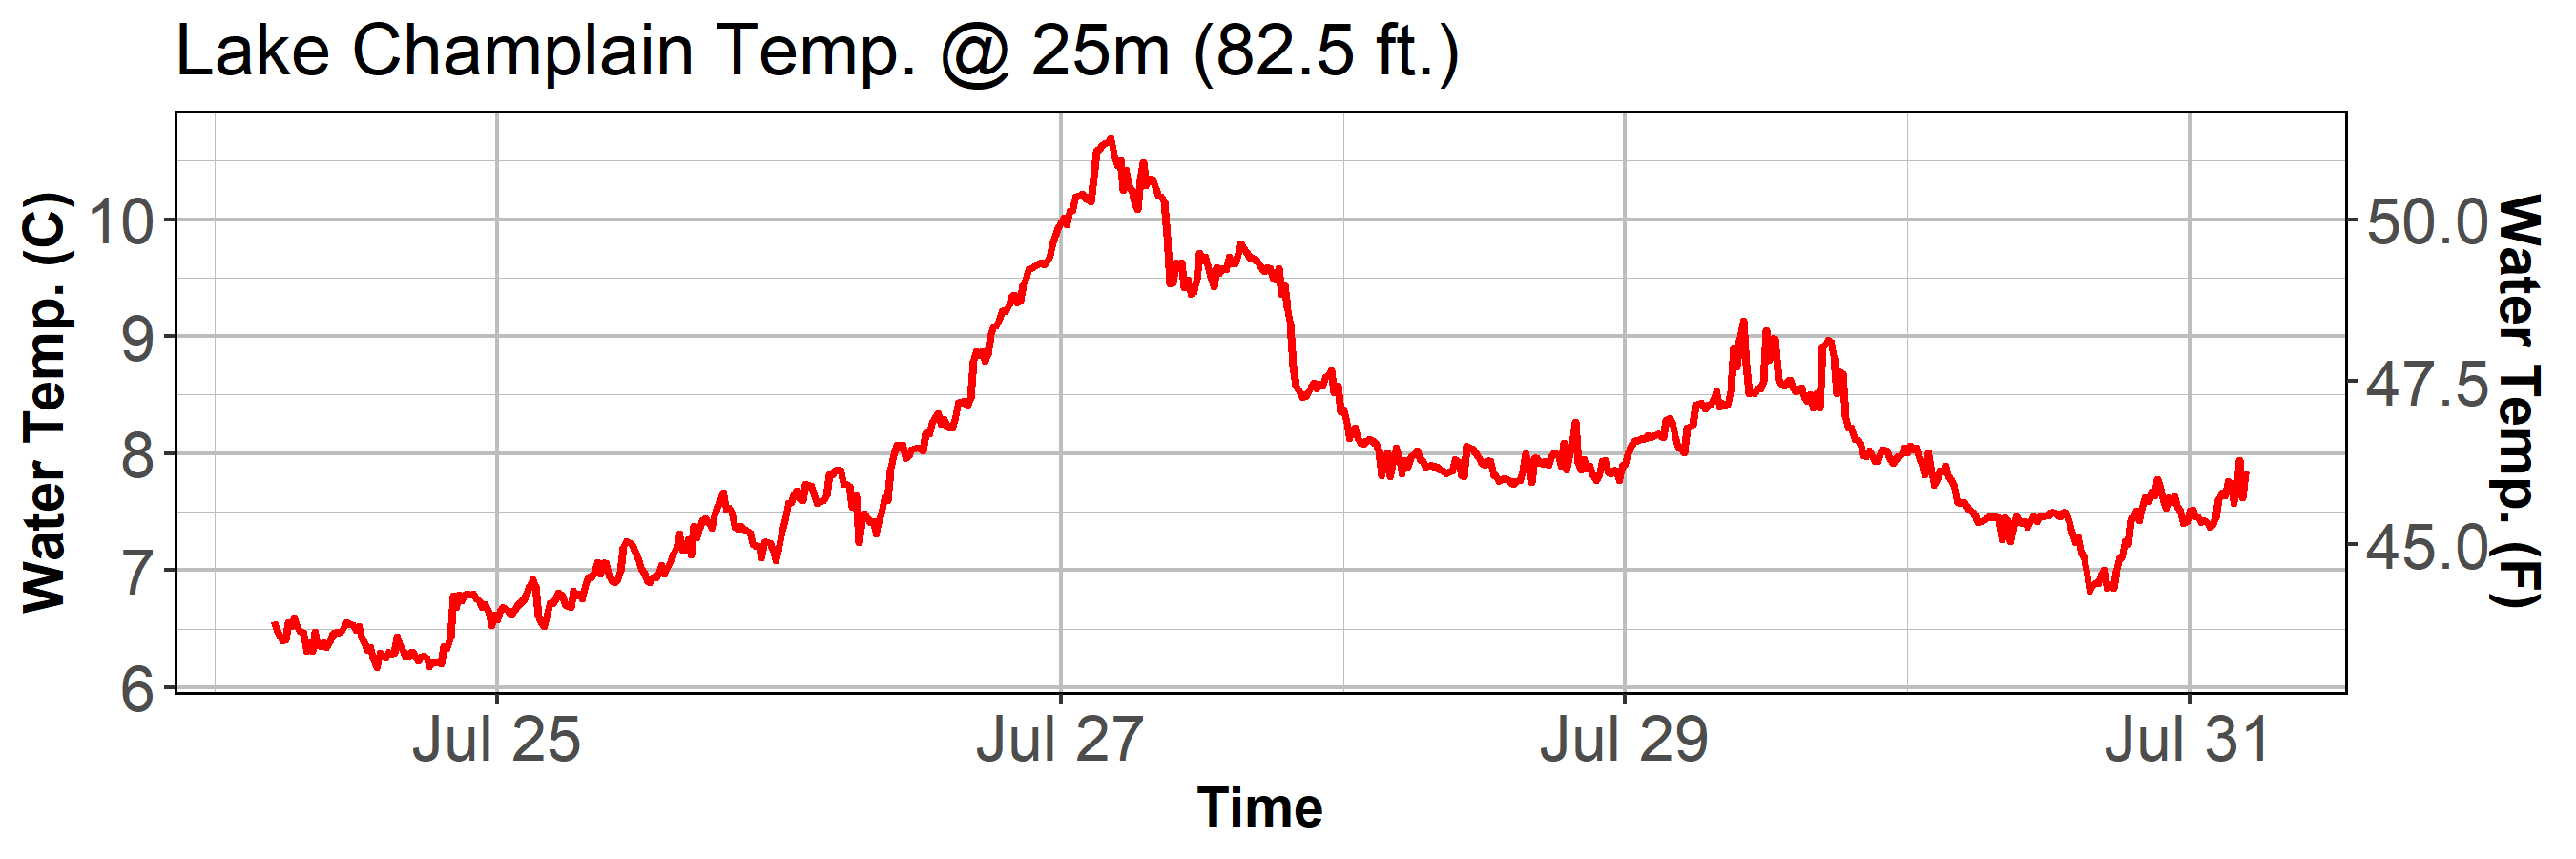 Lake Champlain Temp. @ 25m (82.5 ft.)
Water Temp. (C)
10
9
8
7
6
50.0
47.5
45.0
Water Temp. (F)
Jul 25
Jul 27
Jul 29
Jul 31
Time